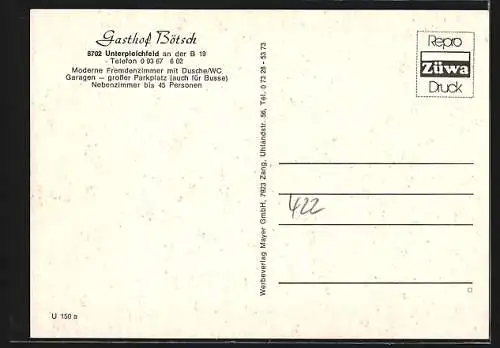 Gasthof Bötsch
8702 Unterpleichfeld an der B 19
- Telefon 0 93 67 6 02
Moderne Fremdenzimmer mit Dusche/WC
Garagen — großer Parkplatz (auch für Busse)
Nebenzimmer bis 45 Personen
Werbeverlag Mayer GmbH, 7923 Zang, Uhlandstr. 56, Tel. 0 73 28 - 53 73
Repro
Züwa
Druck
422
U 150 a